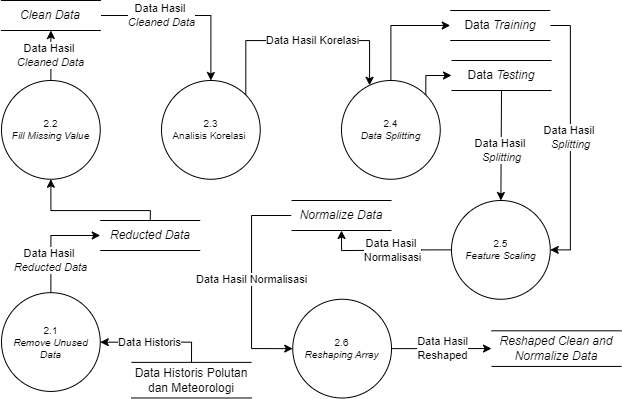 Clean Data
Data Hasil
Cleaned Data
Data Hasil
Cleaned Data
2.2
Fill Missing Value
2.3
Analisis Korelasi
Data Hasil Korelasi
2.4
Data Splitting
Data Training
Data Testing
Data Hasil
Splitting
Data Hasil
Splitting
2.5
Feature Scaling
Data Hasil
Normalisasi
Normalize Data
Data Hasil Normalisasi
Reducted Data
Data Hasil
Reducted Data
2.1
Remove Unused
Data
Data Historis
Data Historis Polutan
dan Meteorologi
2.6
Reshaping Array
Data Hasil
Reshaped
Reshaped Clean and
Normalize Data